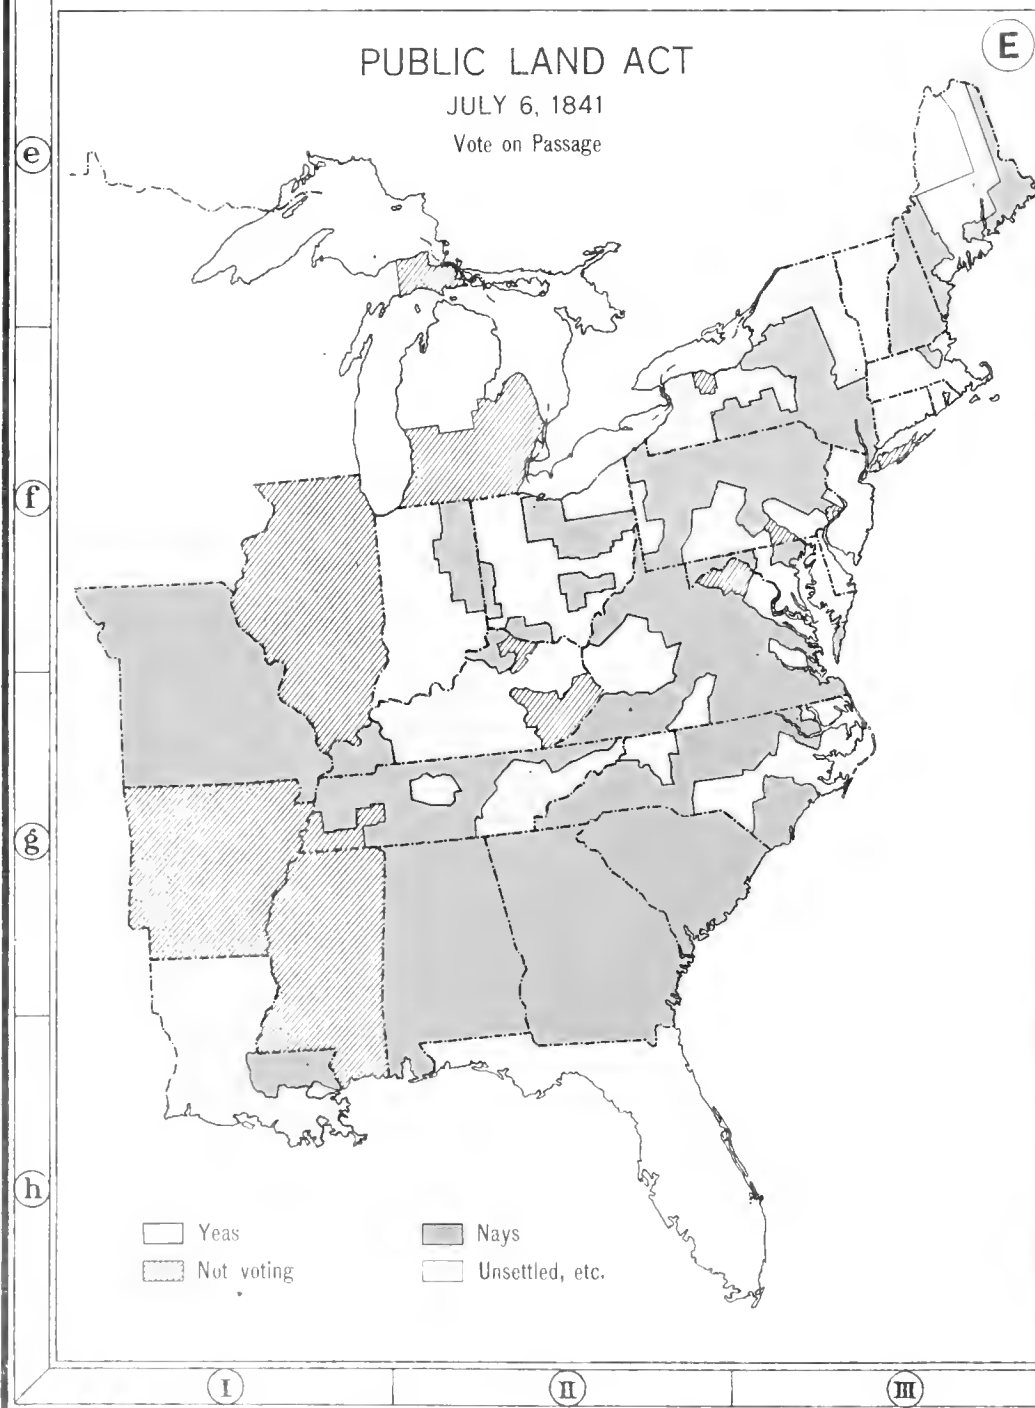 E
PUBLIC LAND ACT
JULY 6, 1841
Vote on Passage
e
f
g
h
Yeas
Nays
Not voting
Unsettled, etc.
I
II
III